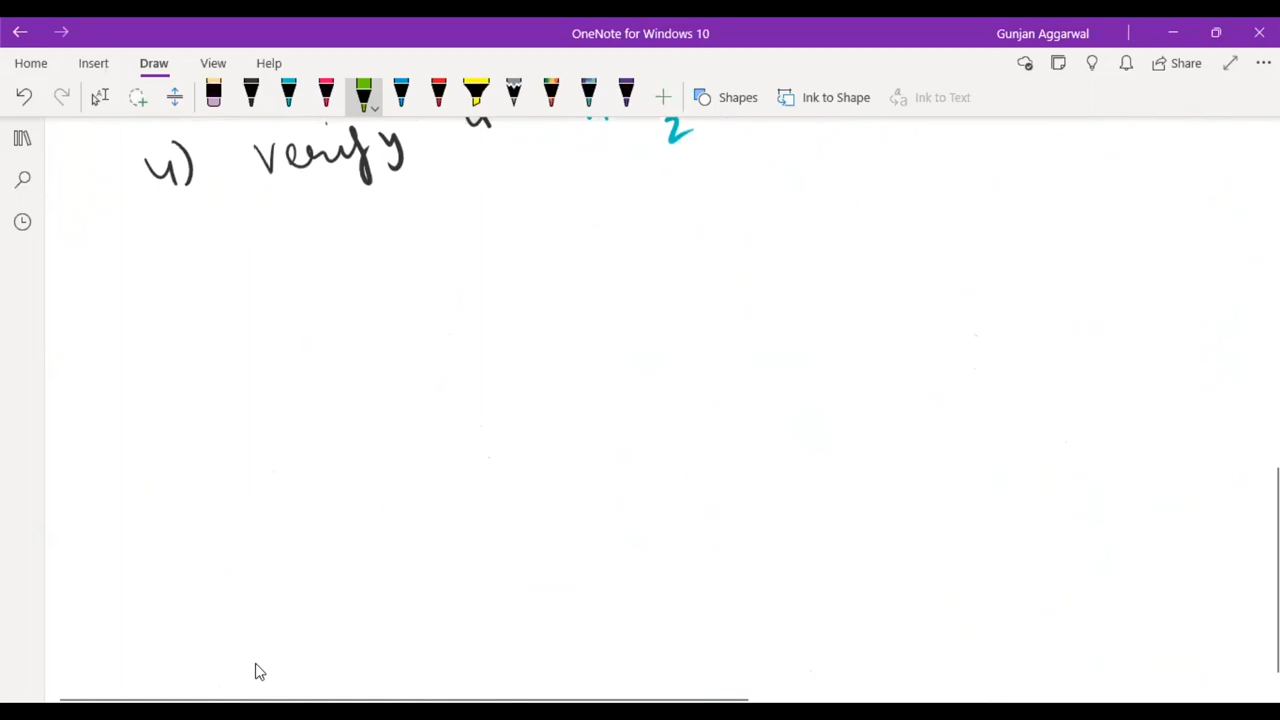 OneNote for Windows 10
Gunjan Aggarwal
Home Insert Draw View Help Share
Shapes Ink to Shape Ink to Text
2
4) verify